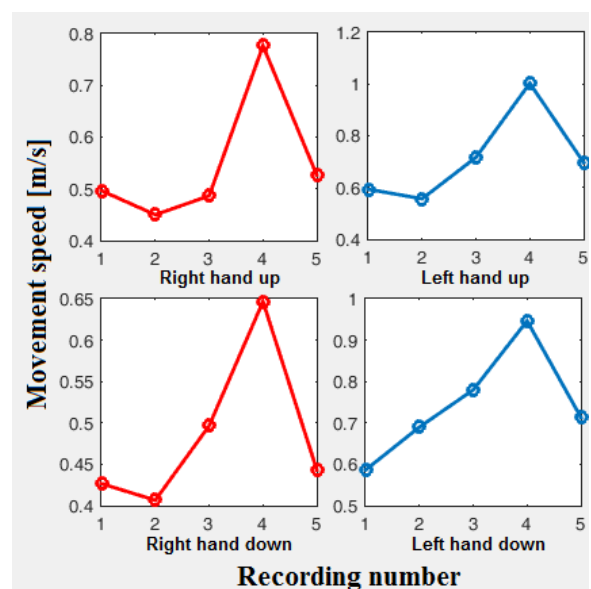 Movement speed [m/s]
0.8
0.7
0.6
0.5
0.4
1 2 3 4 5
Right hand up
1.2
1
0.8
0.6
0.4
1 2 3 4 5
Left hand up
0.65
0.6
0.55
0.5
0.45
0.4
1 2 3 4 5
Right hand down
1
0.9
0.8
0.7
0.6
0.5
1 2 3 4 5
Left hand down
Recording number